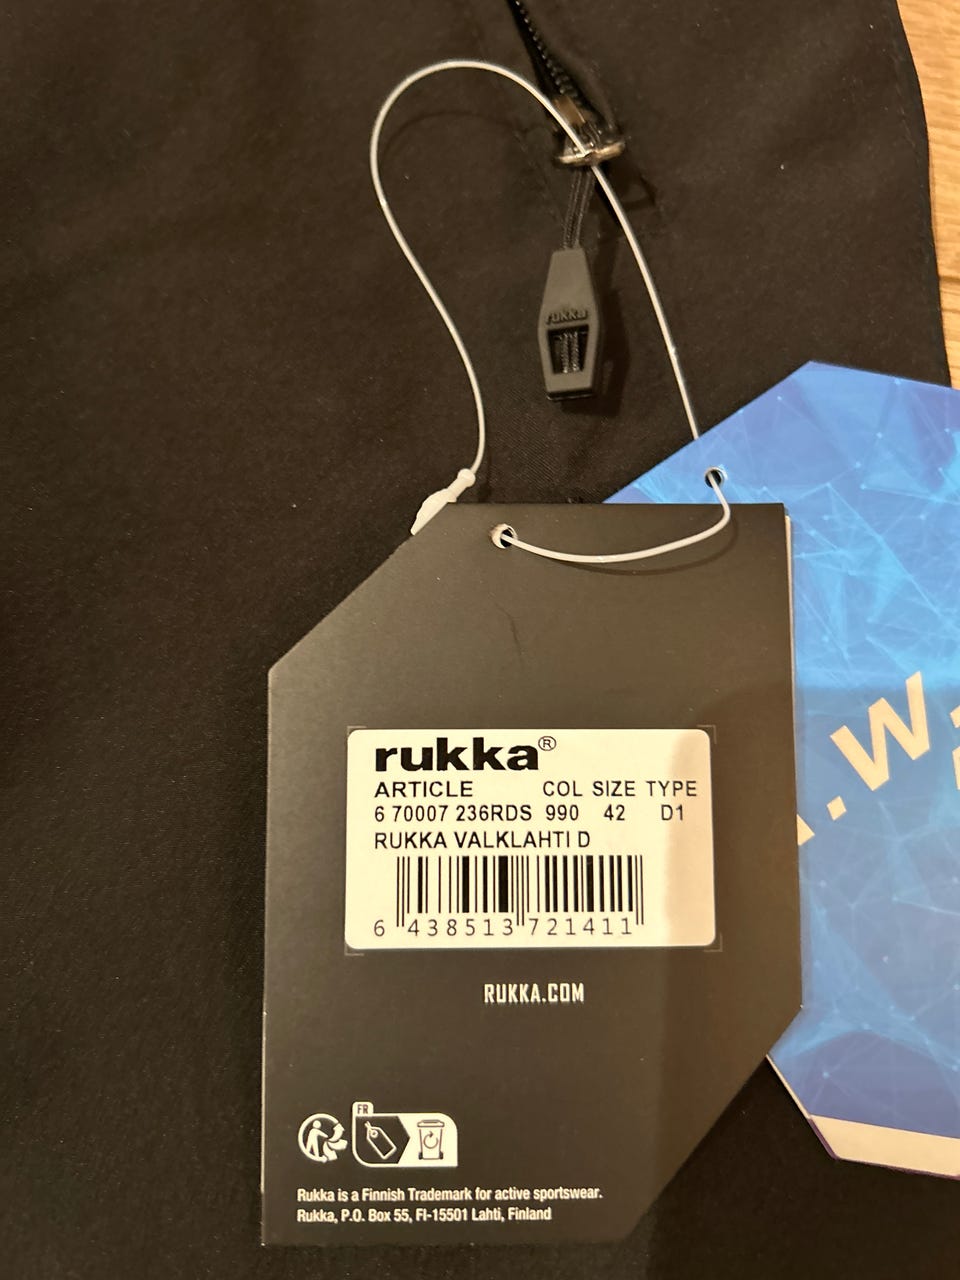 rukka
rukka®
ARTICLE COL SIZE TYPE
6 70007 236RDS 990 42 D1
RUKKA VALKLAHTI D
6 438513 721411
RUKKA.COM
FR
Rukka is a Finnish Trademark for active sportswear.
Rukka, P.O. Box 55, FI-15501 Lahti, Finland
.W